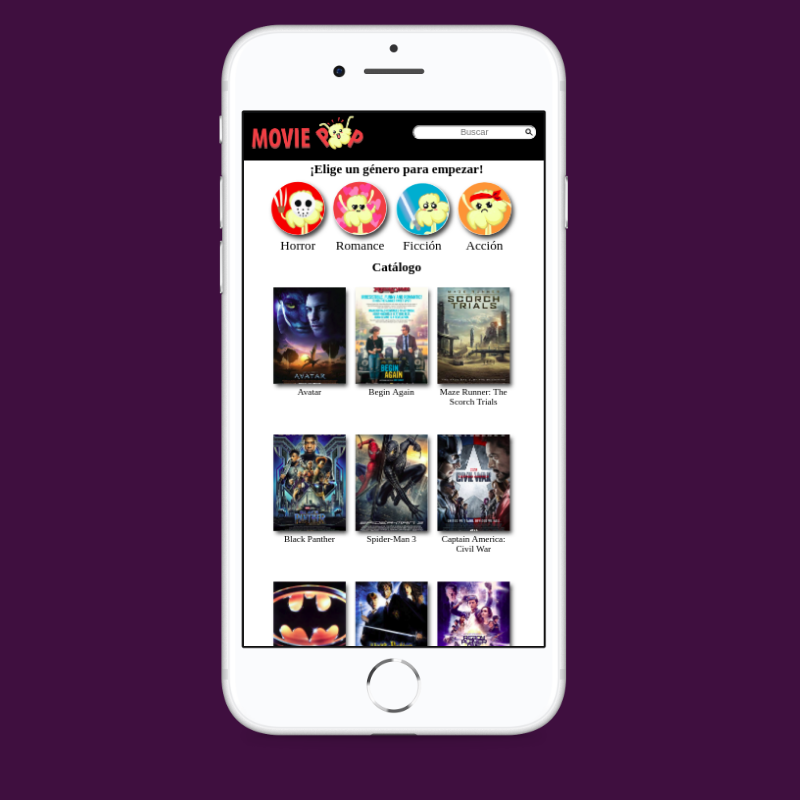 MOVIE POP
Buscar
¡Elige un género para empezar!
Horror Romance Ficción Acción
Catálogo
AVATAR
BEGIN AGAIN
SCORCH TRIALS
Avatar Begin Again Maze Runner: The
Scorch Trials
CIVIL WAR
Black Panther Spider-Man 3 Captain America:
Civil War